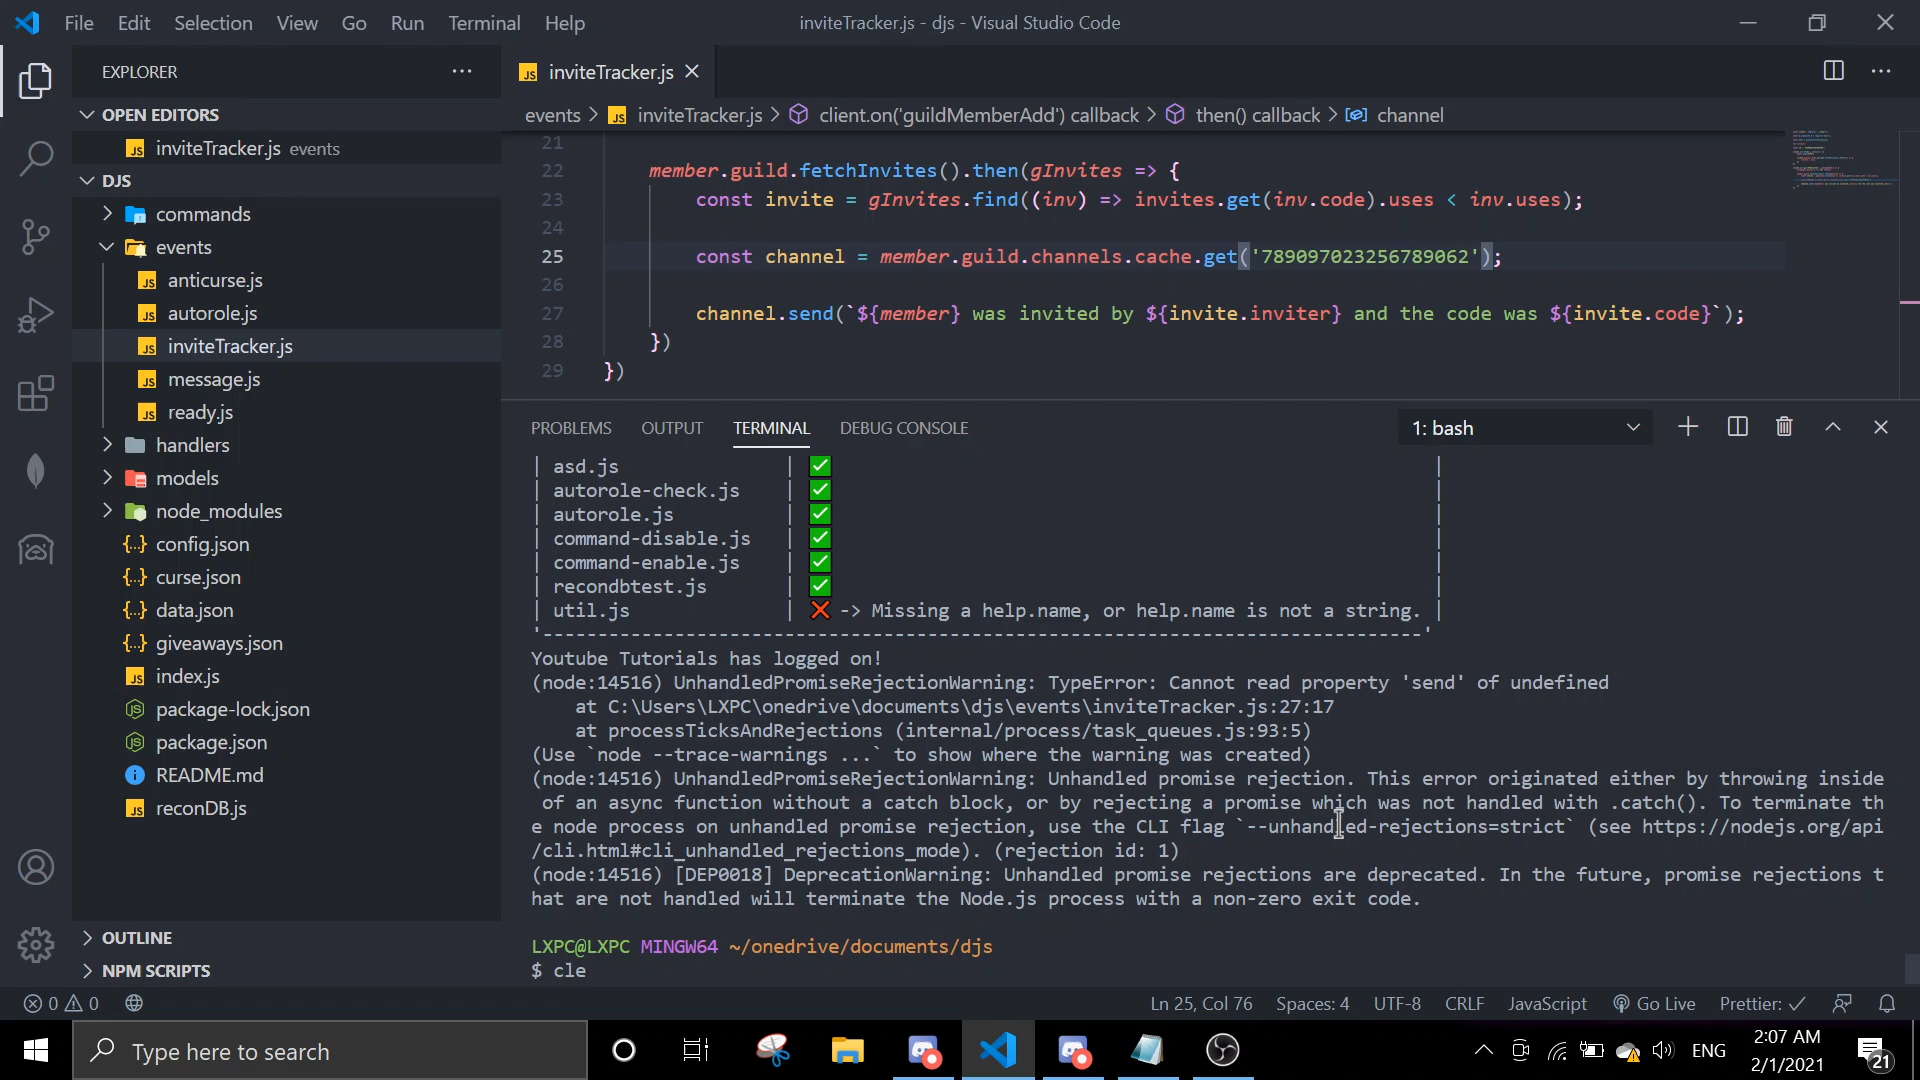 File Edit Selection View Go Run Terminal Help
inviteTracker.js - djs - Visual Studio Code
EXPLORER
OPEN EDITORS
inviteTracker.js events
DJS
commands
events
anticurse.js
autorole.js
inviteTracker.js
message.js
ready.js
handlers
models
node_modules
config.json
curse.json
data.json
giveaways.json
index.js
package-lock.json
package.json
README.md
reconDB.js
OUTLINE
NPM SCRIPTS
inviteTracker.js
events > inviteTracker.js > client.on('guildMemberAdd') callback > then() callback > channel
21
22 member.guild.fetchInvites().then(gInvites => {
23 const invite = gInvites.find((inv) => invites.get(inv.code).uses < inv.uses);
24
25 const channel = member.guild.channels.cache.get('789097023256789062');
26
27 channel.send(`${member} was invited by ${invite.inviter} and the code was ${invite.code}`);
28 })
29 })
PROBLEMS OUTPUT TERMINAL DEBUG CONSOLE
1: bash
| asd.js | ✅ |
| autorole-check.js | ✅ |
| autorole.js | ✅ |
| command-disable.js | ✅ |
| command-enable.js | ✅ |
| recondbtest.js | ✅ |
| util.js | ❌ -> Missing a help.name, or help.name is not a string. |
'--------------------------------------------------------------------------------'
Youtube Tutorials has logged on!
(node:14516) UnhandledPromiseRejectionWarning: TypeError: Cannot read property 'send' of undefined
at C:\Users\LXPC\onedrive\documents\djs\events\inviteTracker.js:27:17
at processTicksAndRejections (internal/process/task_queues.js:93:5)
(Use `node --trace-warnings ...` to show where the warning was created)
(node:14516) UnhandledPromiseRejectionWarning: Unhandled promise rejection. This error originated either by throwing inside
of an async function without a catch block, or by rejecting a promise which was not handled with .catch(). To terminate th
e node process on unhandled promise rejection, use the CLI flag `--unhandled-rejections=strict` (see https://nodejs.org/api
/cli.html#cli_unhandled_rejections_mode). (rejection id: 1)
(node:14516) [DEP0018] DeprecationWarning: Unhandled promise rejections are deprecated. In the future, promise rejections t
hat are not handled will terminate the Node.js process with a non-zero exit code.
LXPC@LXPC MINGW64 ~/onedrive/documents/djs
$ cle
0 0
Ln 25, Col 76 Spaces: 4 UTF-8 CRLF JavaScript Go Live Prettier: ✓
Type here to search
ENG
2:07 AM
2/1/2021
21